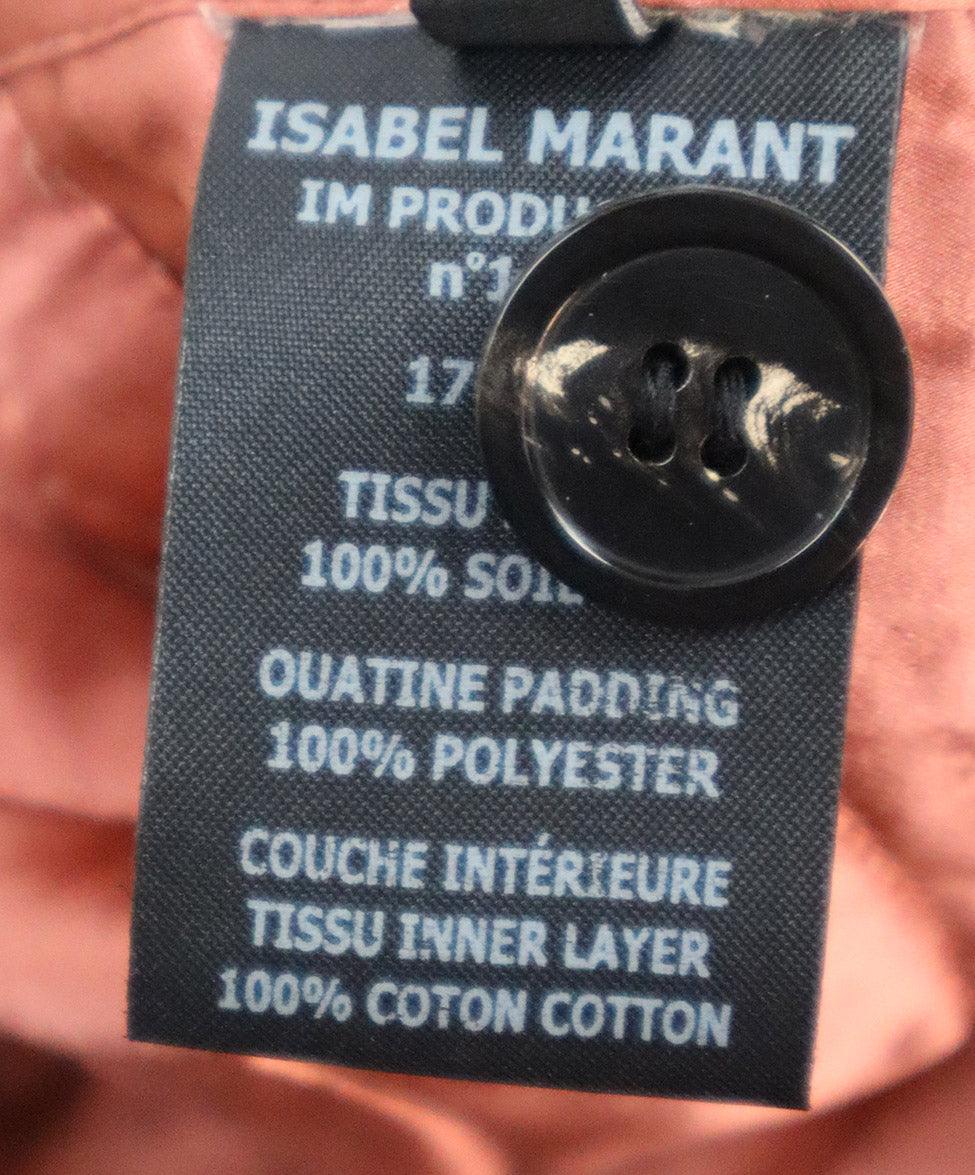 ISABEL MARANT
IM PRODU
n°1
17
TISSU
100% SOIE
OUATINE PADDING
100% POLYESTER
COUCHE INTÉRIEURE
TISSU INNER LAYER
100% COTON COTTON